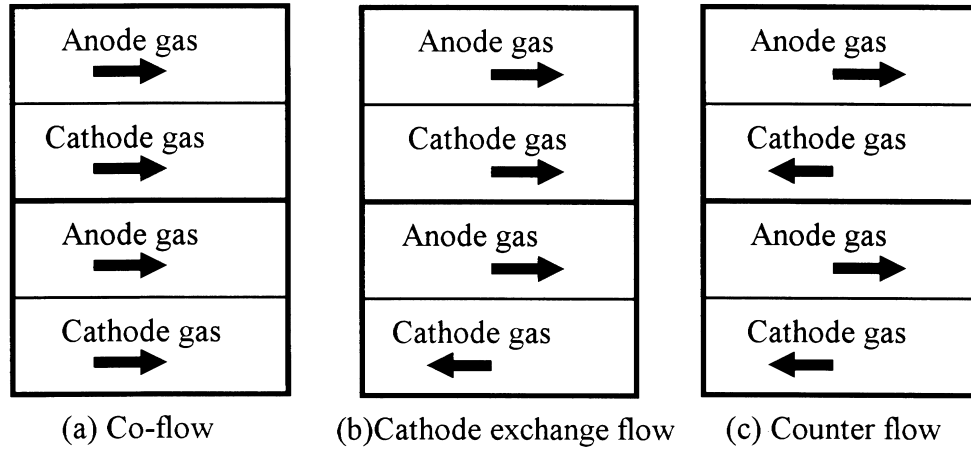 Anode gas
Cathode gas
Anode gas
Cathode gas
(a) Co-flow
Anode gas
Cathode gas
Anode gas
Cathode gas
(b)Cathode exchange flow
Anode gas
Cathode gas
Anode gas
Cathode gas
(c) Counter flow